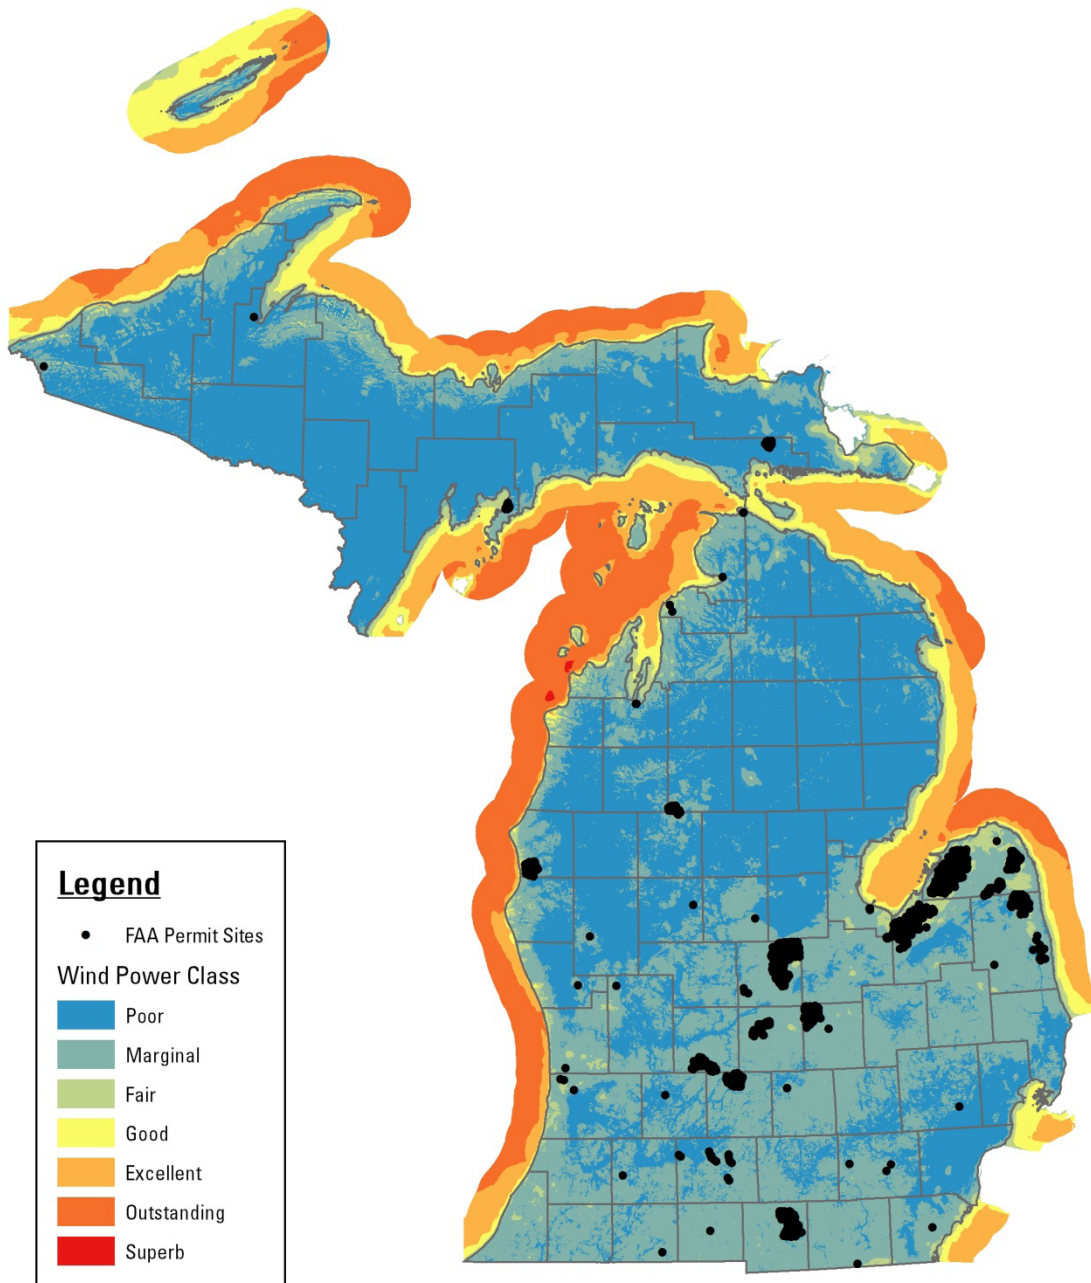 Legend
FAA Permit Sites
Wind Power Class
Poor
Marginal
Fair
Good
Excellent
Outstanding
Superb